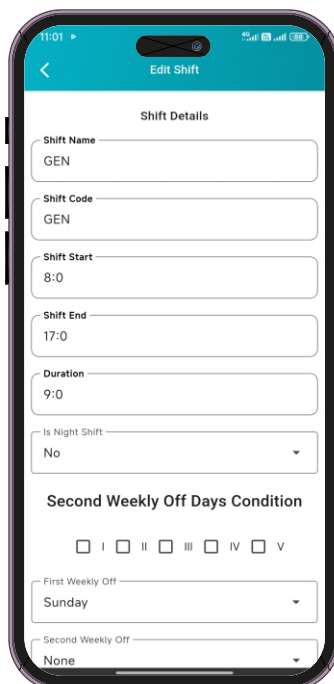 11:01
4G 88
Edit Shift
Shift Details
Shift Name
GEN
Shift Code
GEN
Shift Start
8:0
Shift End
17:0
Duration
9:0
Is Night Shift
No
Second Weekly Off Days Condition
I II III IV V
First Weekly Off
Sunday
Second Weekly Off
None